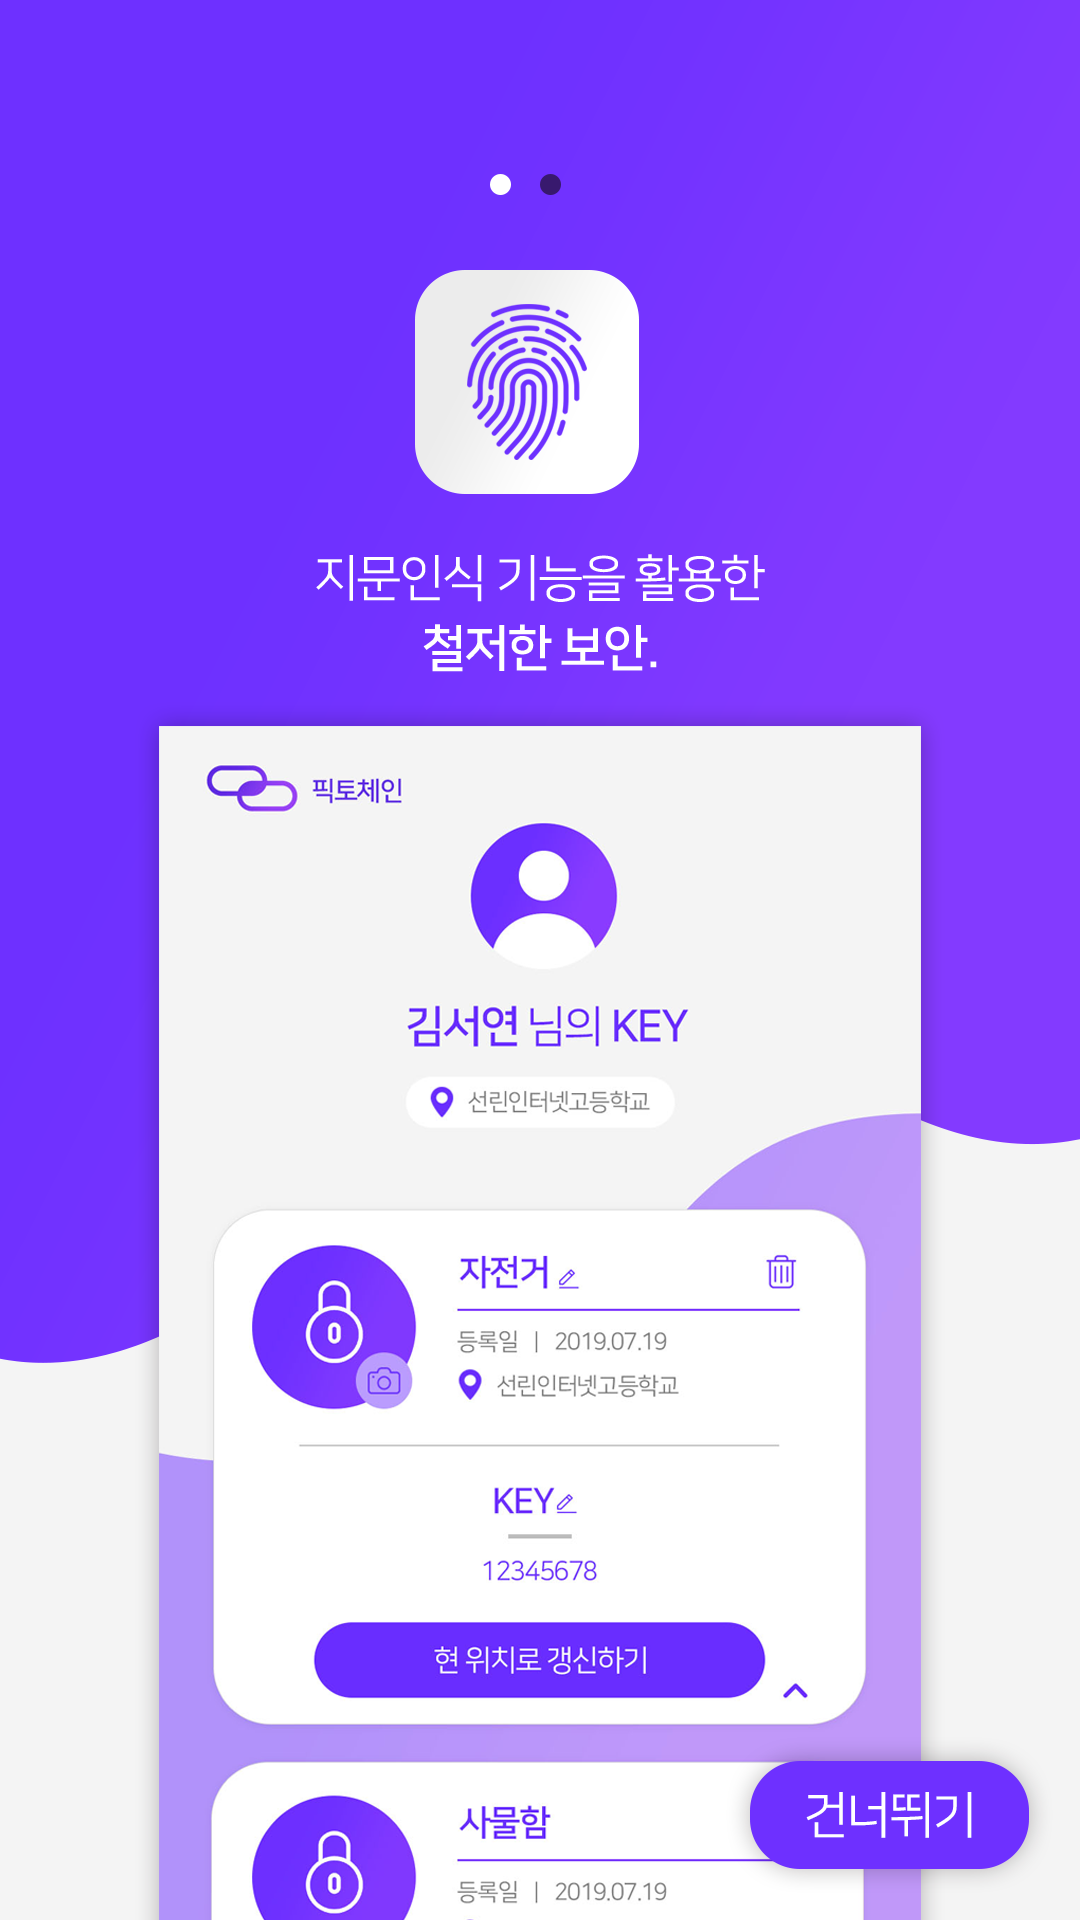 지문인식 기능을 활용한
철저한 보안.
픽토체인
김서연 님의 KEY
선린인터넷고등학교
자전거
등록일 | 2019.07.19
선린인터넷고등학교
KEY
12345678
현 위치로 갱신하기
사물함
등록일 | 2019.07.19
건너뛰기